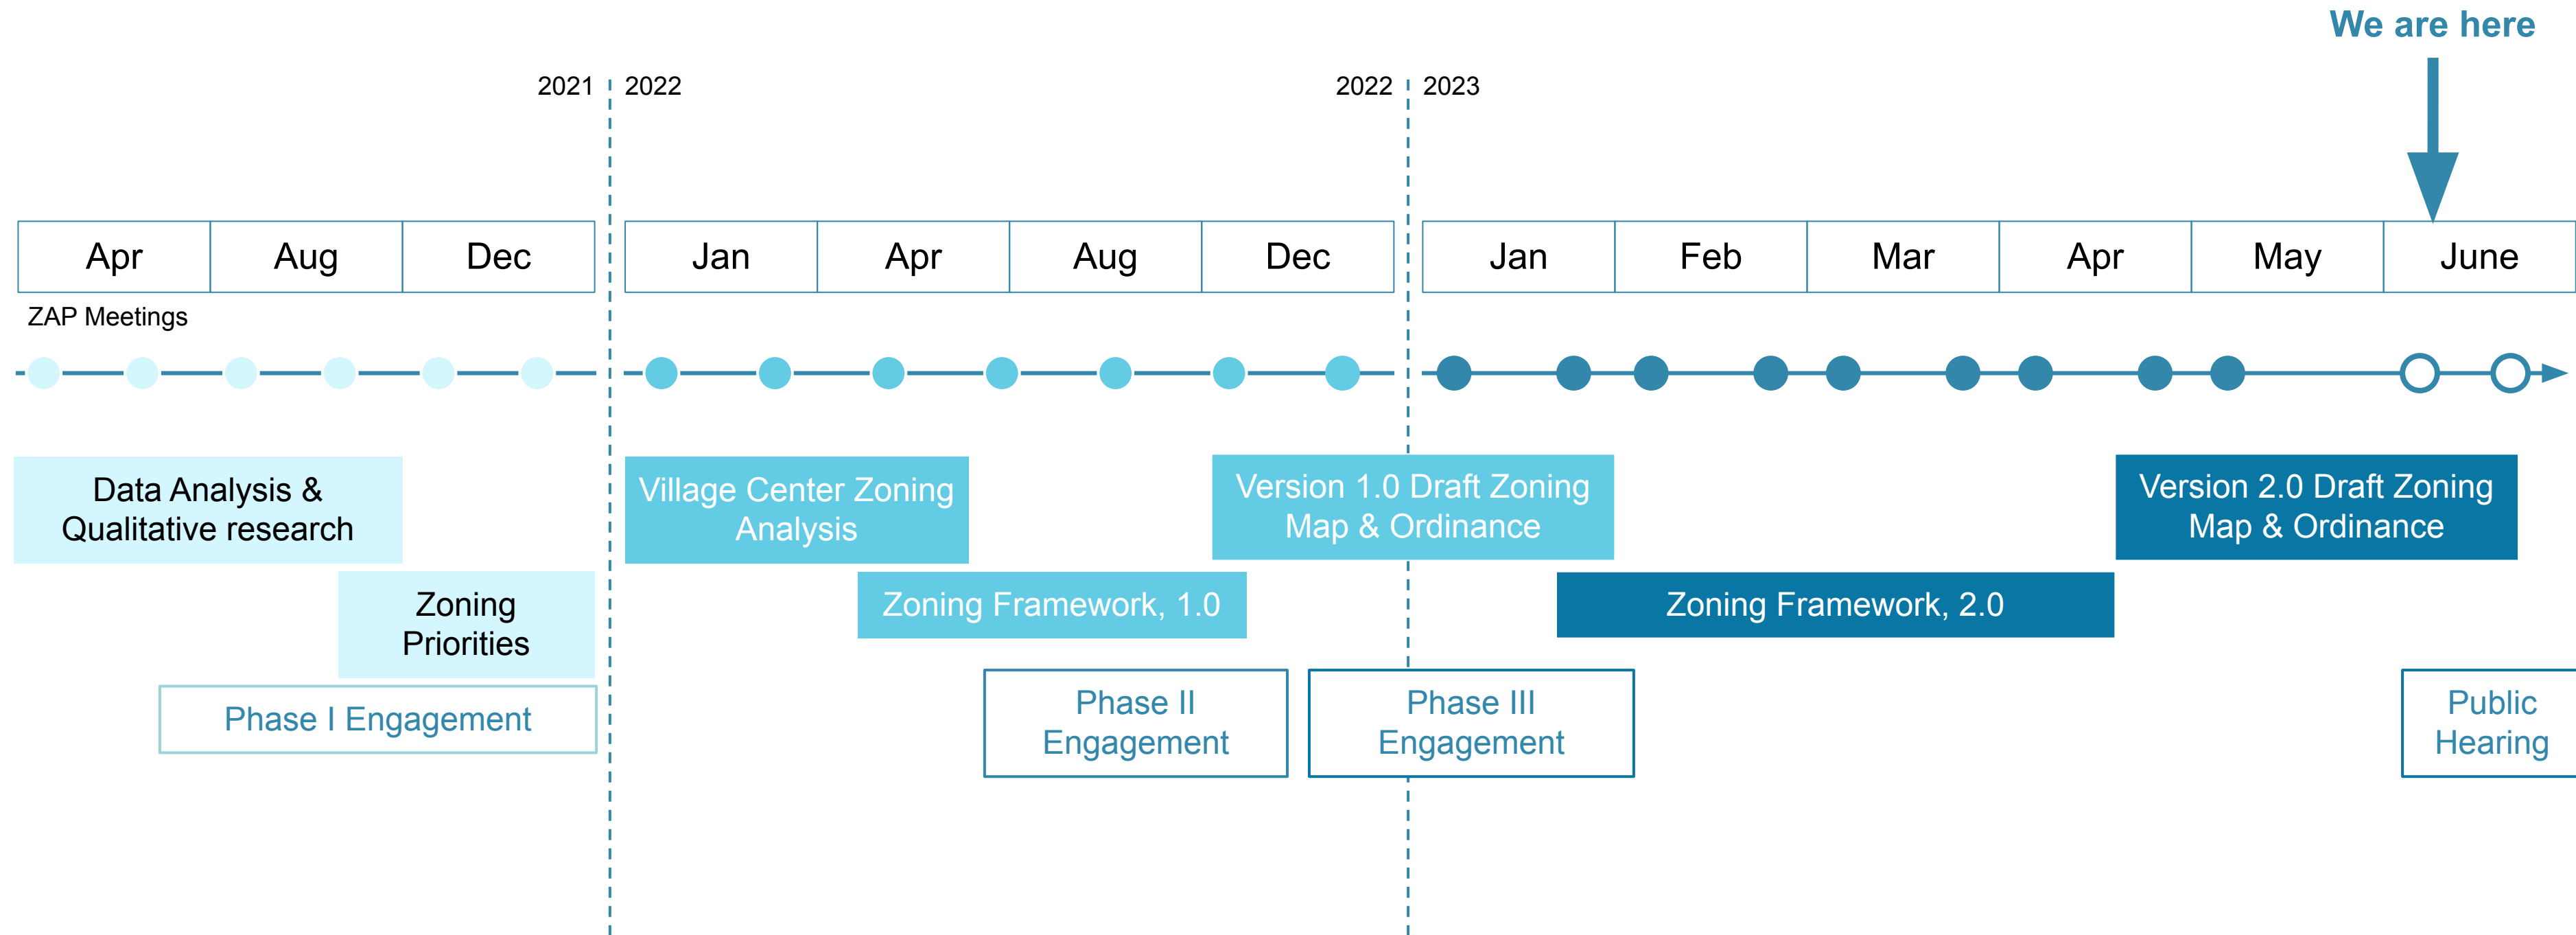 We are here
2021
2022
2022
2023
Apr
Aug
Dec
Jan
Apr
Aug
Dec
Jan
Feb
Mar
Apr
May
June
ZAP Meetings
Data Analysis &
Qualitative research
Village Center Zoning
Analysis
Version 1.0 Draft Zoning
Map & Ordinance
Version 2.0 Draft Zoning
Map & Ordinance
Zoning
Priorities
Zoning Framework, 1.0
Zoning Framework, 2.0
Phase I Engagement
Phase II
Engagement
Phase III
Engagement
Public
Hearing